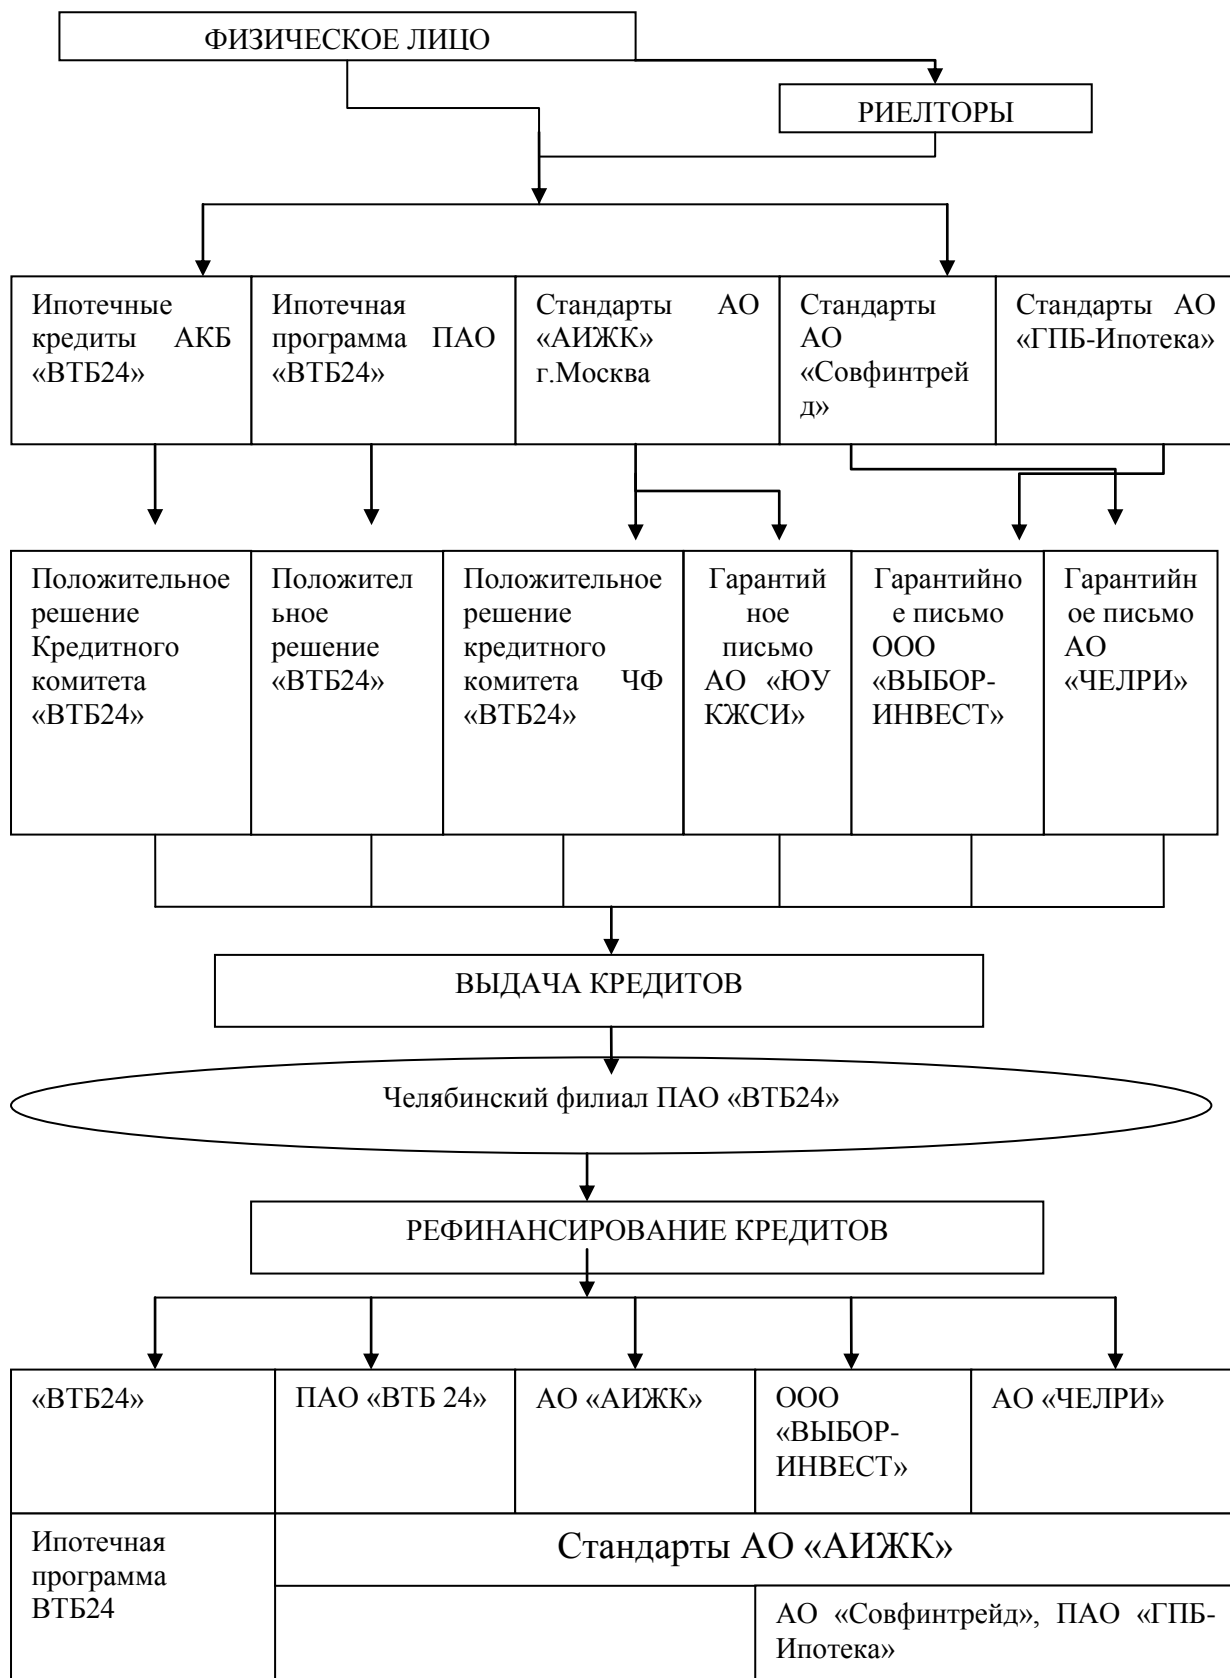 ФИЗИЧЕСКОЕ ЛИЦО
РИЕЛТОРЫ
Ипотечные
кредиты АКБ
«ВТБ24»
Ипотечная
программа ПАО
«ВТБ24»
Стандарты АО
«АИЖК»
г.Москва
Стандарты
АО
«Совфинтрей
д»
Стандарты АО
«ГПБ-Ипотека»
Положительное
решение
Кредитного
комитета
«ВТБ24»
Положител
ьное
решение
«ВТБ24»
Положительное
решение
кредитного
комитета ЧФ
«ВТБ24»
Гарантий
ное
письмо
АО «ЮУ
КЖСИ»
Гарантийно
е письмо
ООО
«ВЫБОР-
ИНВЕСТ»
Гарантийн
ое письмо
АО
«ЧЕЛРИ»
ВЫДАЧА КРЕДИТОВ
Челябинский филиал ПАО «ВТБ24»
РЕФИНАНСИРОВАНИЕ КРЕДИТОВ
«ВТБ24»
ПАО «ВТБ 24»
АО «АИЖК»
ООО
«ВЫБОР-
ИНВЕСТ»
АО «ЧЕЛРИ»
Ипотечная
программа
ВТБ24
Стандарты АО «АИЖК»
АО «Совфинтрейд», ПАО «ГПБ-
Ипотека»